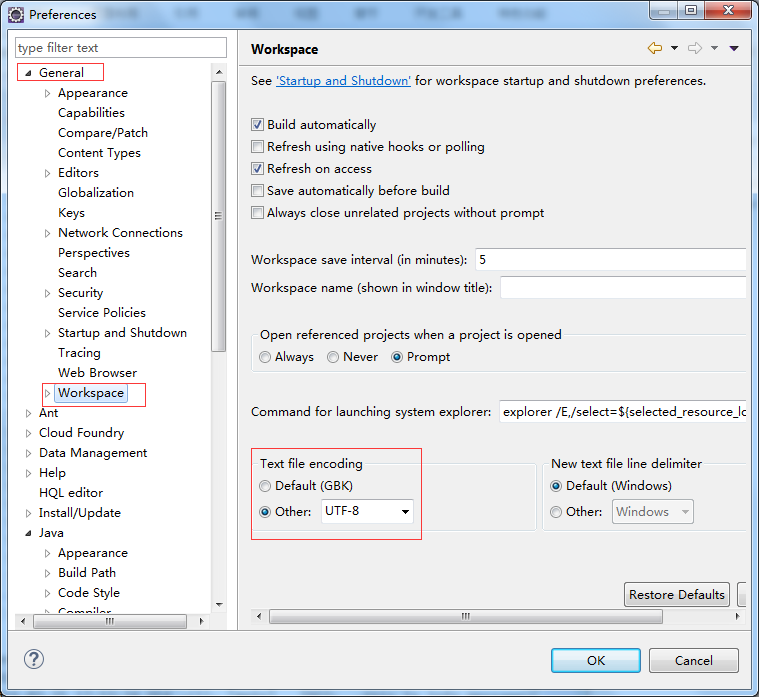 Preferences
type filter text
General
Appearance
Capabilities
Compare/Patch
Content Types
Editors
Globalization
Keys
Network Connections
Perspectives
Search
Security
Service Policies
Startup and Shutdown
Tracing
Web Browser
Workspace
Ant
Cloud Foundry
Data Management
Help
HQL editor
Install/Update
Java
Appearance
Build Path
Code Style
Compiler
Workspace
See 'Startup and Shutdown' for workspace startup and shutdown preferences.
Build automatically
Refresh using native hooks or polling
Refresh on access
Save automatically before build
Always close unrelated projects without prompt
Workspace save interval (in minutes): 5
Workspace name (shown in window title):
Open referenced projects when a project is opened
Always Never Prompt
Command for launching system explorer: explorer /E,/select=${selected_resource_lo
Text file encoding
Default (GBK)
Other: UTF-8
New text file line delimiter
Default (Windows)
Other: Windows
Restore Defaults
OK Cancel